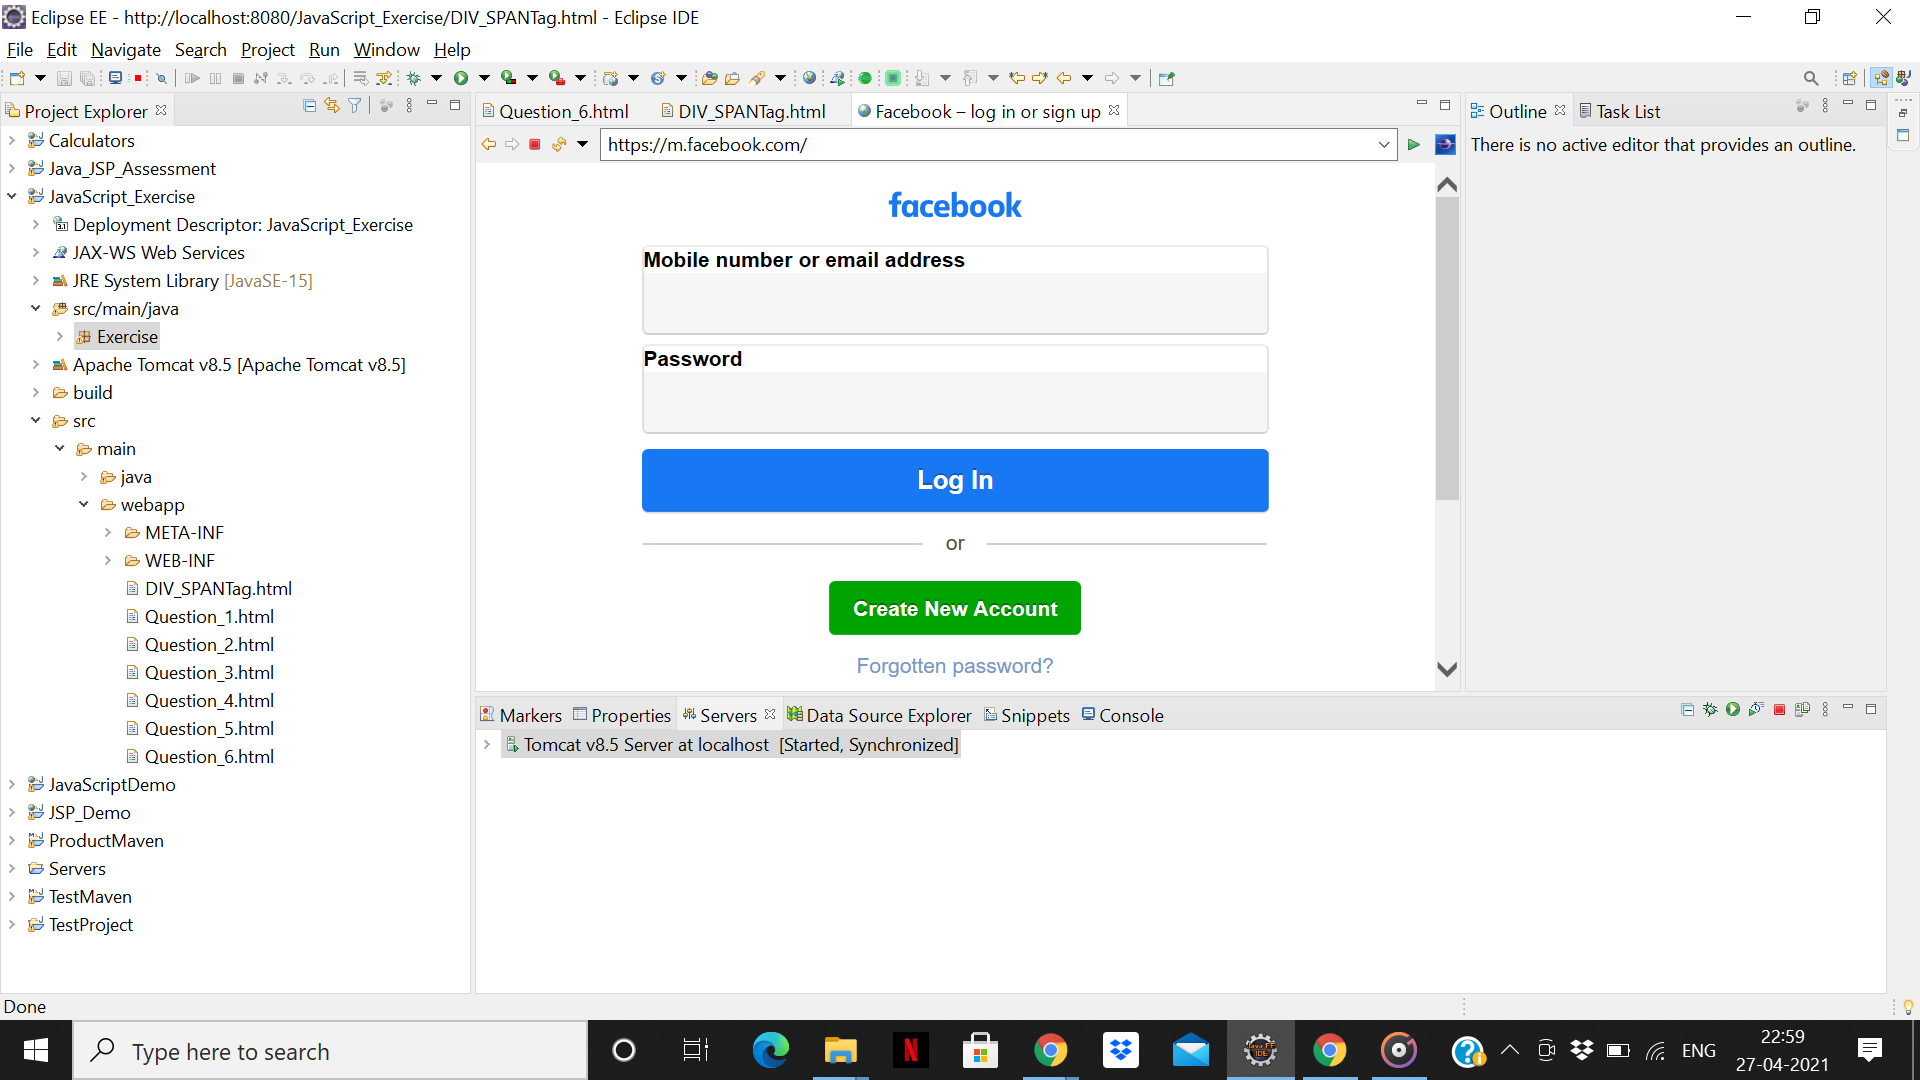 Eclipse EE - http://localhost:8080/JavaScript_Exercise/DIV_SPANTag.html - Eclipse IDE
File Edit Navigate Search Project Run Window Help
Project Explorer
Calculators
Java_JSP_Assessment
JavaScript_Exercise
Deployment Descriptor: JavaScript_Exercise
JAX-WS Web Services
JRE System Library [JavaSE-15]
src/main/java
Exercise
Apache Tomcat v8.5 [Apache Tomcat v8.5]
build
src
main
java
webapp
META-INF
WEB-INF
DIV_SPANTag.html
Question_1.html
Question_2.html
Question_3.html
Question_4.html
Question_5.html
Question_6.html
JavaScriptDemo
JSP_Demo
ProductMaven
Servers
TestMaven
TestProject
Question_6.html DIV_SPANTag.html Facebook – log in or sign up
https://m.facebook.com/
facebook
Mobile number or email address
Password
Log In
or
Create New Account
Forgotten password?
Outline Task List
There is no active editor that provides an outline.
Markers Properties Servers Data Source Explorer Snippets Console
Tomcat v8.5 Server at localhost [Started, Synchronized]
Done
Type here to search
ENG
22:59
27-04-2021